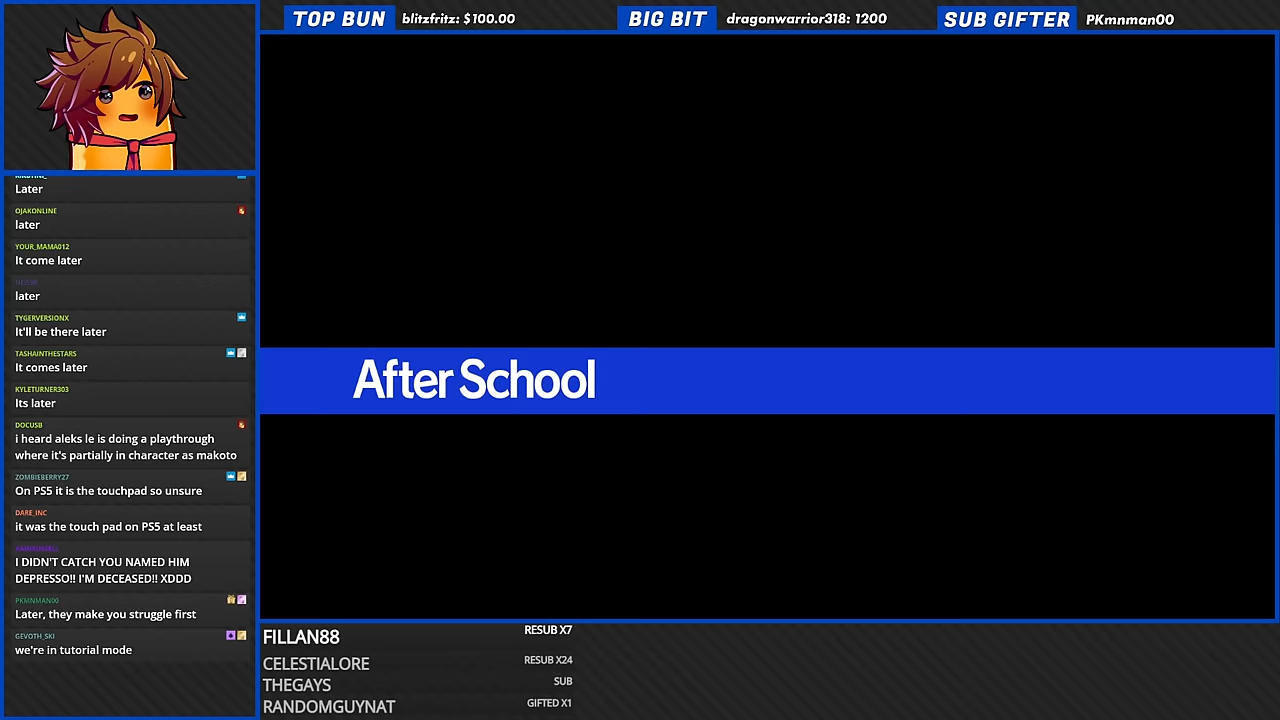 TOP BUN blitzfritz: $100.00 BIG BIT dragonwarrior318: 1200 SUB GIFTER PKmnman00
Later
OJAKONLINE
later
YOUR_MAMA012
It come later
later
TYGERVERSIONX
It'll be there later
TASHAINTHESTARS
It comes later
KYLETURNER303
Its later
DOCUSB
i heard aleks le is doing a playthrough
where it's partially in character as makoto
ZOMBIEBERRY27
On PS5 it is the touchpad so unsure
DARE_INC
it was the touch pad on PS5 at least
I DIDN'T CATCH YOU NAMED HIM
DEPRESSO!! I'M DECEASED!! XDDD
PKMNMAN00
Later, they make you struggle first
GEVOTH_SKI
we're in tutorial mode
After School
FILLAN88 RESUB X7
CELESTIALORE RESUB X24
THEGAYS SUB
RANDOMGUYNAT GIFTED X1